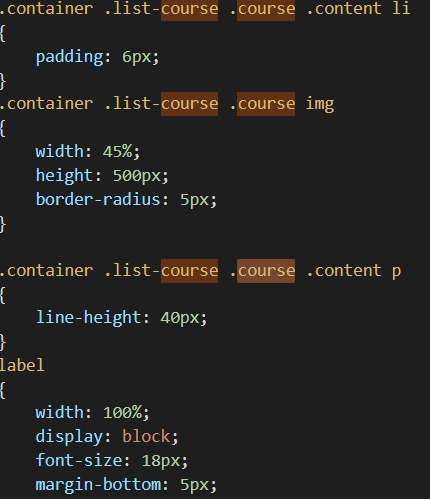 .container .list-course .course .content li
{
    padding: 6px;
}
.container .list-course .course img
{
    width: 45%;
    height: 500px;
    border-radius: 5px;
}

.container .list-course .course .content p
{
    line-height: 40px;
}
label
{
    width: 100%;
    display: block;
    font-size: 18px;
    margin-bottom: 5px;